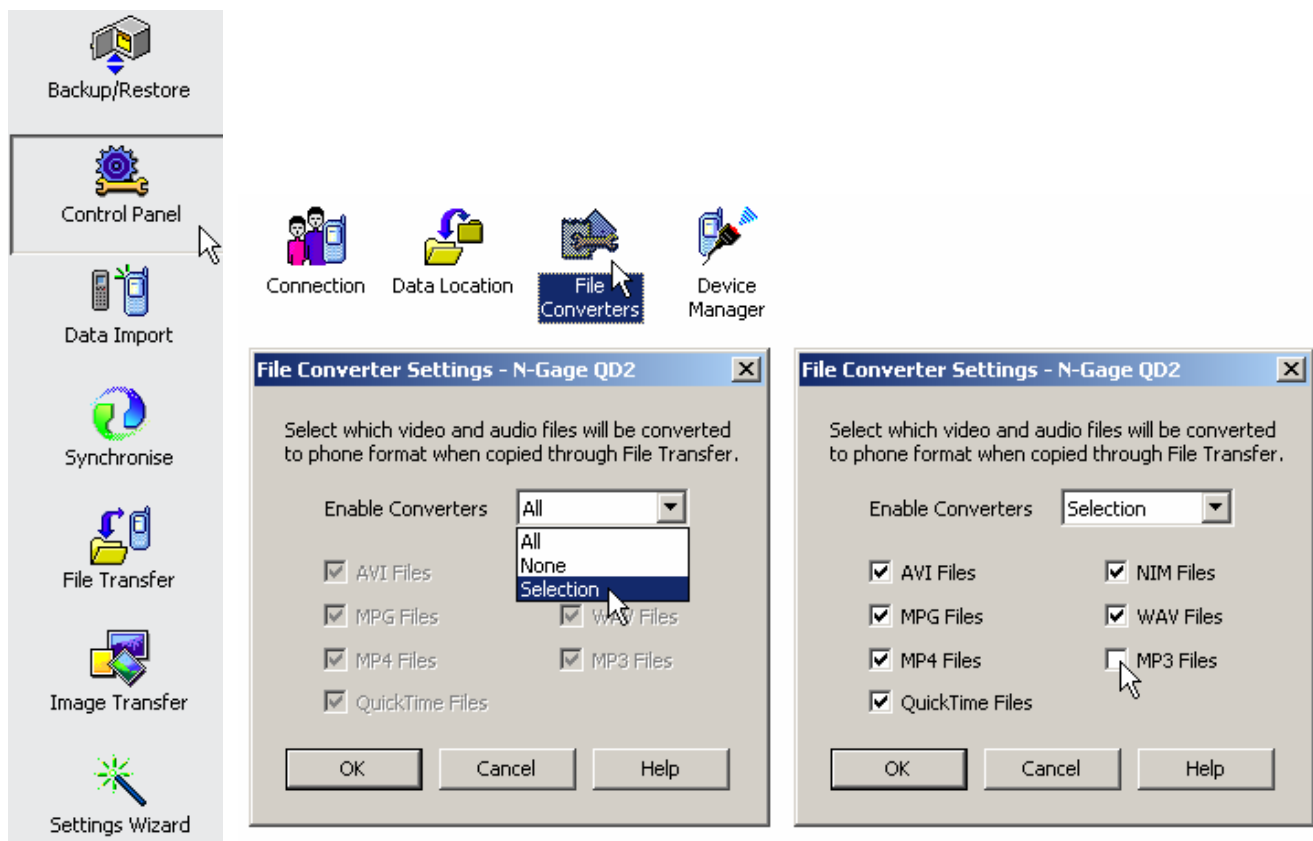 Backup/Restore
Control Panel
Data Import
Synchronise
File Transfer
Image Transfer
Settings Wizard
Connection
Data Location
File
Converters
Device
Manager
File Converter Settings - N-Gage QD2
Select which video and audio files will be converted
to phone format when copied through File Transfer.
Enable Converters All
All
None
Selection
AVI Files
MPG Files WAV Files
MP4 Files MP3 Files
QuickTime Files
OK Cancel Help
File Converter Settings - N-Gage QD2
Select which video and audio files will be converted
to phone format when copied through File Transfer.
Enable Converters Selection
AVI Files NIM Files
MPG Files WAV Files
MP4 Files MP3 Files
QuickTime Files
OK Cancel Help